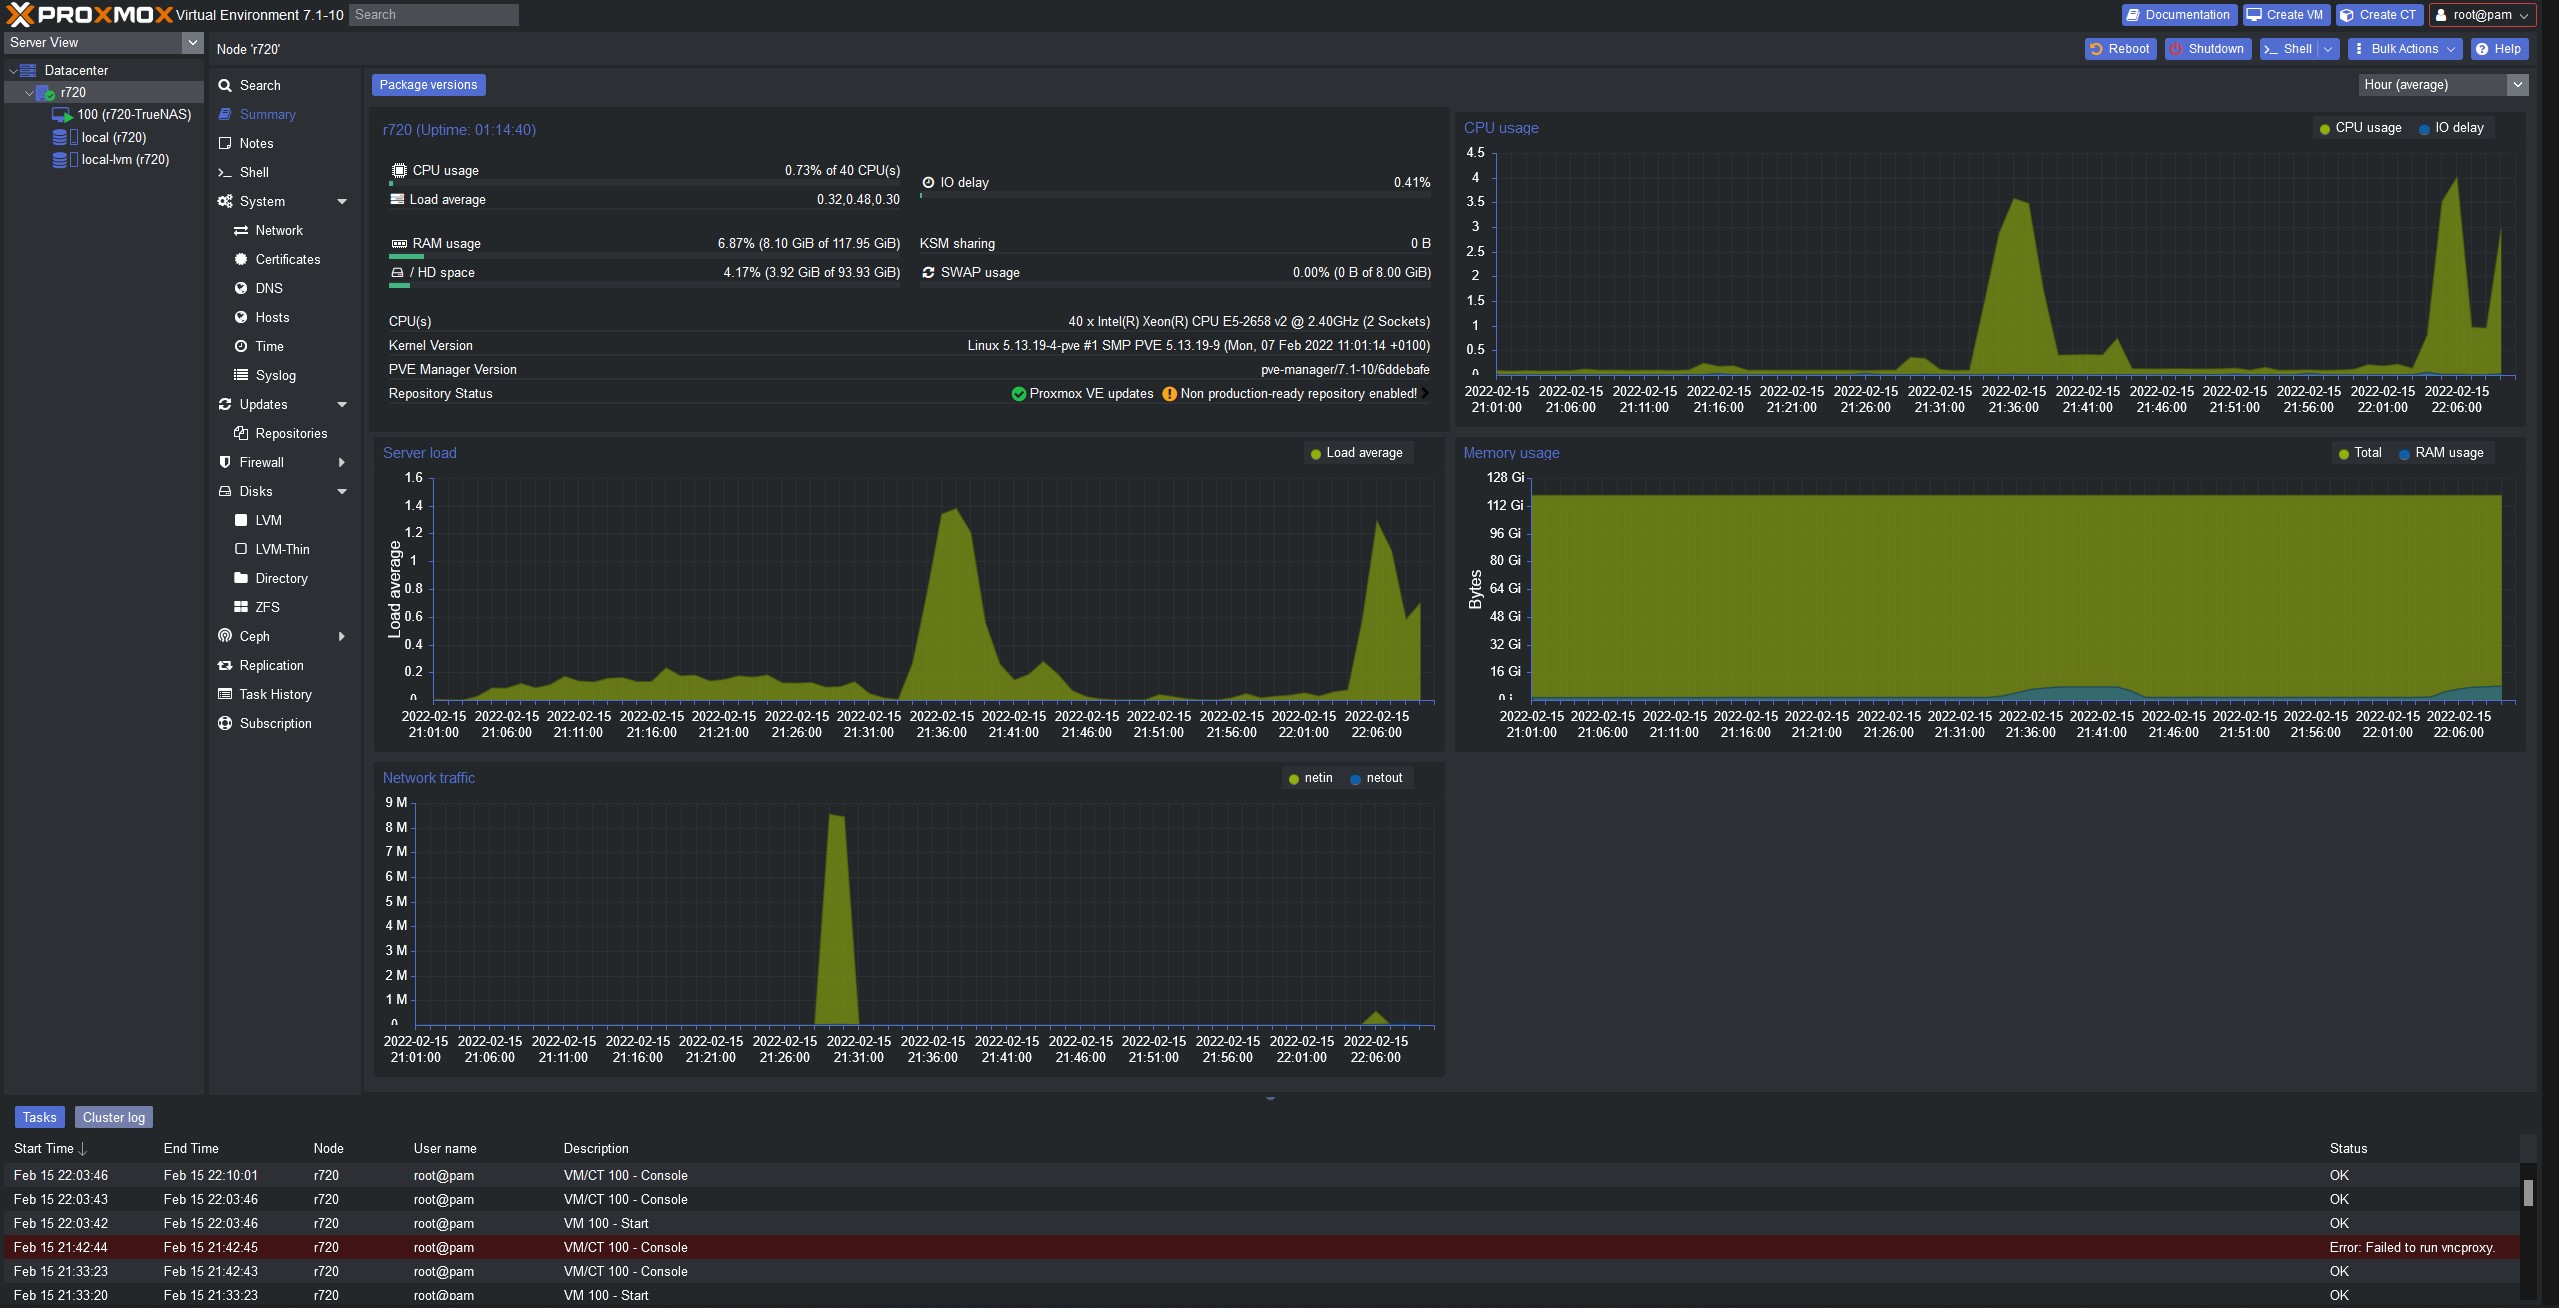 PROXMOX Virtual Environment 7.1-10 Search Documentation Create VM Create CT root@pam
Server View
Datacenter
r720
100 (r720-TrueNAS)
local (r720)
local-lvm (r720)
Node 'r720' Reboot Shutdown Shell Bulk Actions Help
Search
Summary
Notes
Shell
System
Network
Certificates
DNS
Hosts
Time
Syslog
Updates
Repositories
Firewall
Disks
LVM
LVM-Thin
Directory
ZFS
Ceph
Replication
Task History
Subscription
Package versions Hour (average)
r720 (Uptime: 01:14:40)
CPU usage 0.73% of 40 CPU(s)
IO delay 0.41%
Load average 0.32,0.48,0.30
RAM usage 6.87% (8.10 GiB of 117.95 GiB)
KSM sharing 0 B
/ HD space 4.17% (3.92 GiB of 93.93 GiB)
SWAP usage 0.00% (0 B of 8.00 GiB)
CPU(s) 40 x Intel(R) Xeon(R) CPU E5-2658 v2 @ 2.40GHz (2 Sockets)
Kernel Version Linux 5.13.19-4-pve #1 SMP PVE 5.13.19-9 (Mon, 07 Feb 2022 11:01:14 +0100)
PVE Manager Version pve-manager/7.1-10/6ddebafe
Repository Status Proxmox VE updates Non production-ready repository enabled!
CPU usage CPU usage IO delay
4.5
4
3.5
3
2.5
2
1.5
1
0.5
0
2022-02-15 2022-02-15 2022-02-15 2022-02-15 2022-02-15 2022-02-15 2022-02-15 2022-02-15 2022-02-15 2022-02-15 2022-02-15 2022-02-15 2022-02-15 2022-02-15
21:01:00 21:06:00 21:11:00 21:16:00 21:21:00 21:26:00 21:31:00 21:36:00 21:41:00 21:46:00 21:51:00 21:56:00 22:01:00 22:06:00
Server load Load average
Load average
1.6
1.4
1.2
1
0.8
0.6
0.4
0.2
0
2022-02-15 2022-02-15 2022-02-15 2022-02-15 2022-02-15 2022-02-15 2022-02-15 2022-02-15 2022-02-15 2022-02-15 2022-02-15 2022-02-15 2022-02-15 2022-02-15
21:01:00 21:06:00 21:11:00 21:16:00 21:21:00 21:26:00 21:31:00 21:36:00 21:41:00 21:46:00 21:51:00 21:56:00 22:01:00 22:06:00
Memory usage Total RAM usage
Bytes
128 Gi
112 Gi
96 Gi
80 Gi
64 Gi
48 Gi
32 Gi
16 Gi
0 i
2022-02-15 2022-02-15 2022-02-15 2022-02-15 2022-02-15 2022-02-15 2022-02-15 2022-02-15 2022-02-15 2022-02-15 2022-02-15 2022-02-15 2022-02-15 2022-02-15
21:01:00 21:06:00 21:11:00 21:16:00 21:21:00 21:26:00 21:31:00 21:36:00 21:41:00 21:46:00 21:51:00 21:56:00 22:01:00 22:06:00
Network traffic netin netout
9 M
8 M
7 M
6 M
5 M
4 M
3 M
2 M
1 M
0
2022-02-15 2022-02-15 2022-02-15 2022-02-15 2022-02-15 2022-02-15 2022-02-15 2022-02-15 2022-02-15 2022-02-15 2022-02-15 2022-02-15 2022-02-15 2022-02-15
21:01:00 21:06:00 21:11:00 21:16:00 21:21:00 21:26:00 21:31:00 21:36:00 21:41:00 21:46:00 21:51:00 21:56:00 22:01:00 22:06:00
Tasks Cluster log
Start Time End Time Node User name Description Status
Feb 15 22:03:46 Feb 15 22:10:01 r720 root@pam VM/CT 100 - Console OK
Feb 15 22:03:43 Feb 15 22:03:46 r720 root@pam VM/CT 100 - Console OK
Feb 15 22:03:42 Feb 15 22:03:46 r720 root@pam VM 100 - Start OK
Feb 15 21:42:44 Feb 15 21:42:45 r720 root@pam VM/CT 100 - Console Error: Failed to run vncproxy.
Feb 15 21:33:23 Feb 15 21:42:43 r720 root@pam VM/CT 100 - Console OK
Feb 15 21:33:20 Feb 15 21:33:23 r720 root@pam VM 100 - Start OK